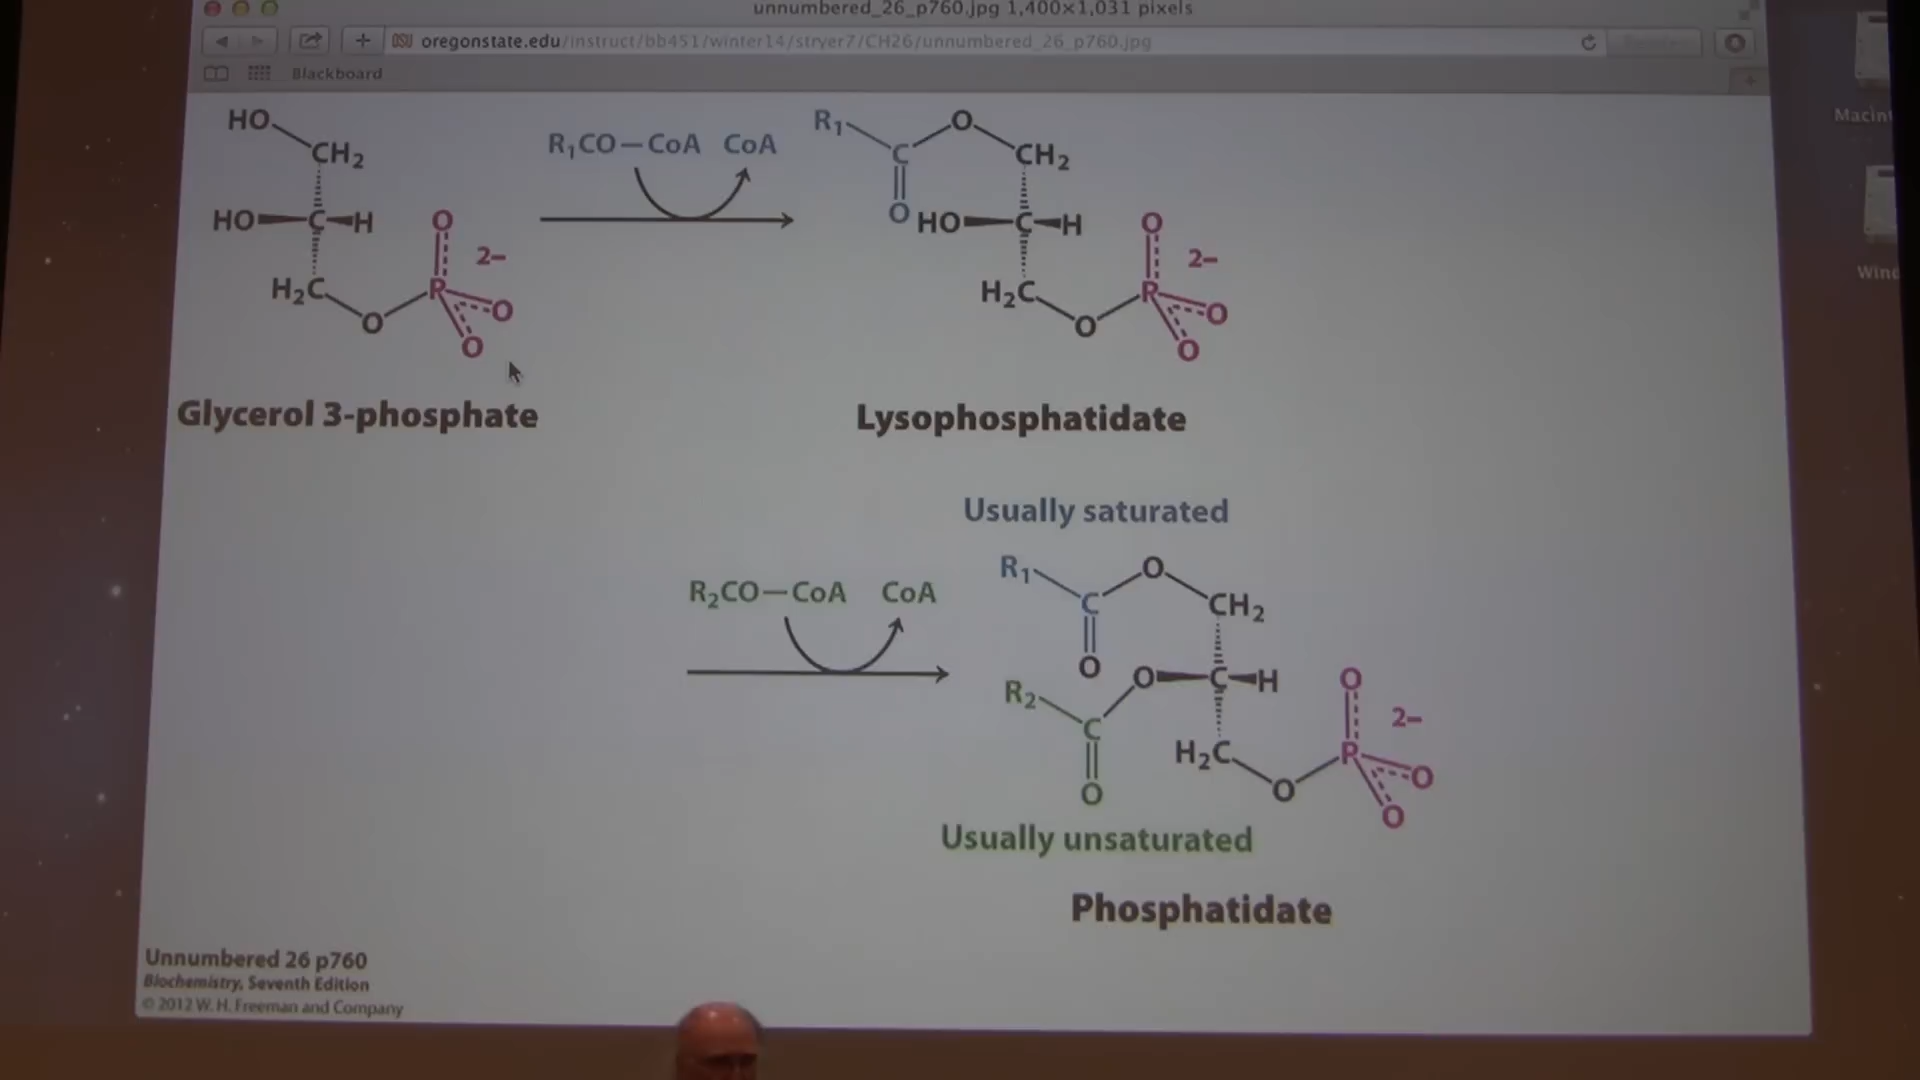 unnumbered_26_p760.jpg 1,400×1,031 pixels
OSU oregonstate.edu/instruct/bb451/winter14/stryer7/CH26/unnumbered_26_p760.jpg
Blackboard
HO
CH2
HO C H
H2C
O
P
O
O
O
2–
Glycerol 3-phosphate
R1CO—CoA CoA
R1
C
O
O
CH2
HO C H
H2C
O
P
O
O
O
2–
Lysophosphatidate
R2CO—CoA CoA
Usually saturated
R1
C
O
O
CH2
R2
C
O
O C H
H2C
O
P
O
O
O
2–
Usually unsaturated
Phosphatidate
Unnumbered 26 p760
Biochemistry, Seventh Edition
© 2012 W. H. Freeman and Company